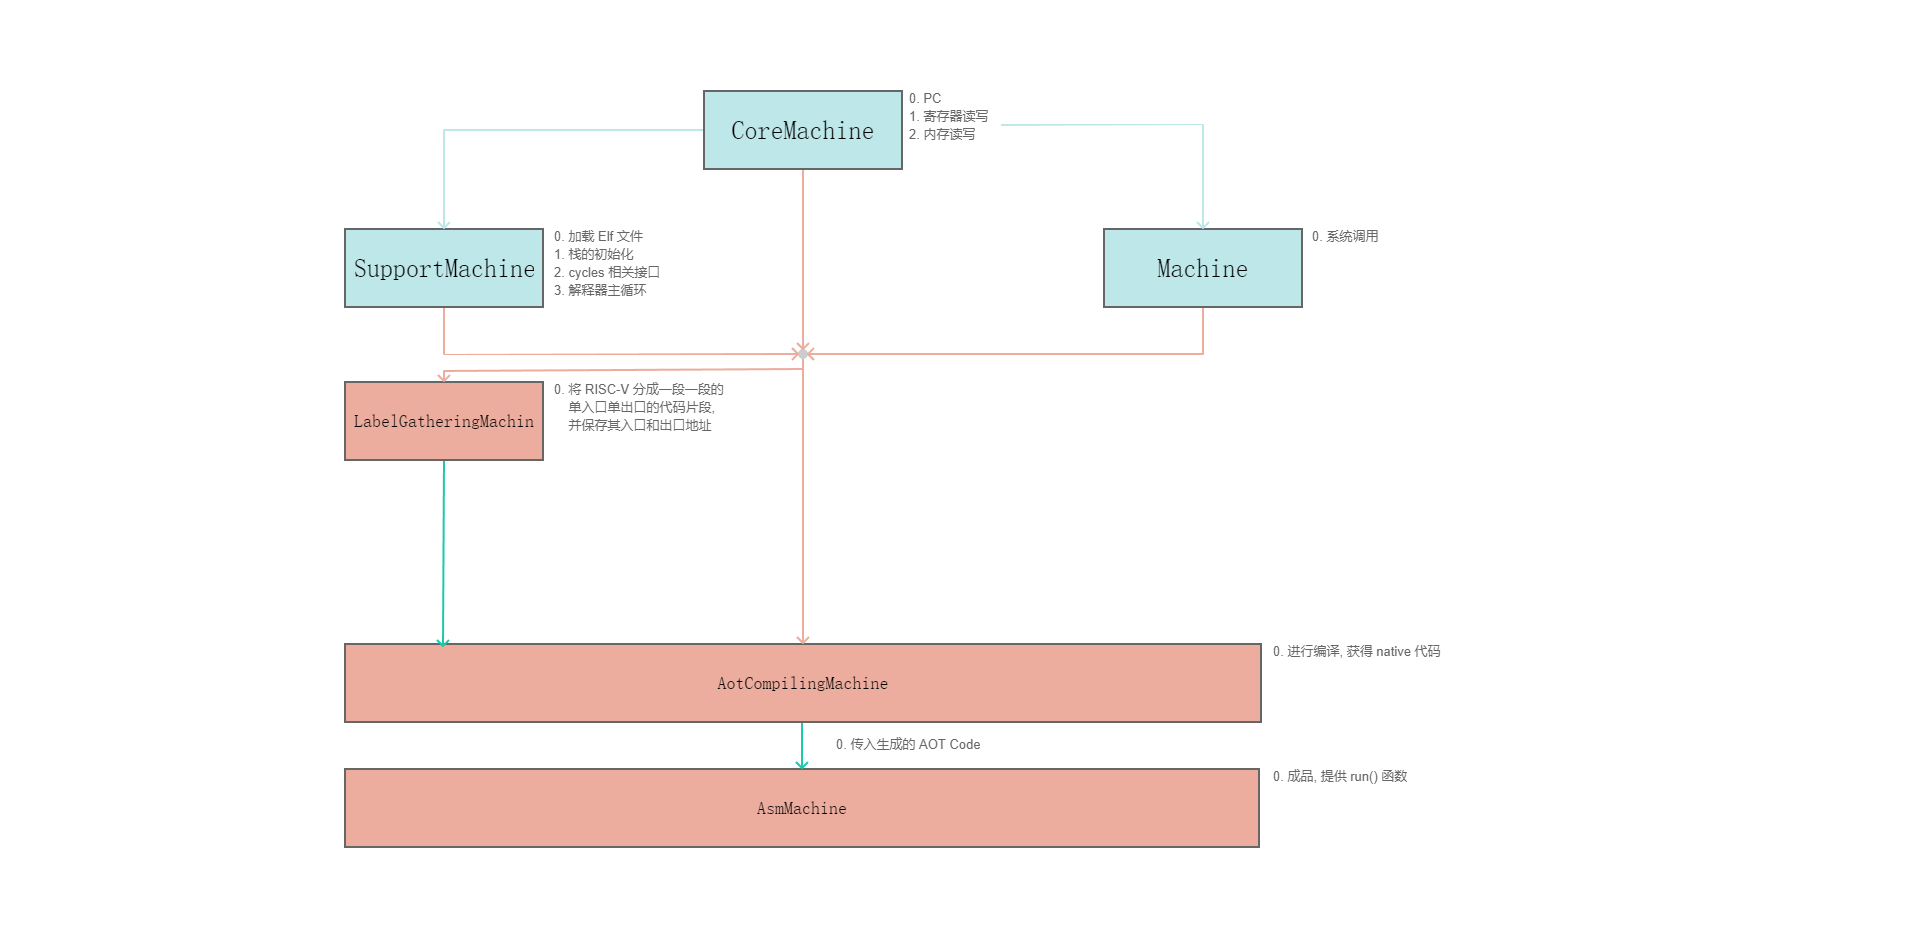 CoreMachine
0. PC
1. 寄存器读写
2. 内存读写
SupportMachine
0. 加载 Elf 文件
1. 栈的初始化
2. cycles 相关接口
3. 解释器主循环
Machine
0. 系统调用
LabelGatheringMachin
0. 将 RISC-V 分成一段一段的
单入口单出口的代码片段,
并保存其入口和出口地址
AotCompilingMachine
0. 进行编译, 获得 native 代码
0. 传入生成的 AOT Code
AsmMachine
0. 成品, 提供 run() 函数